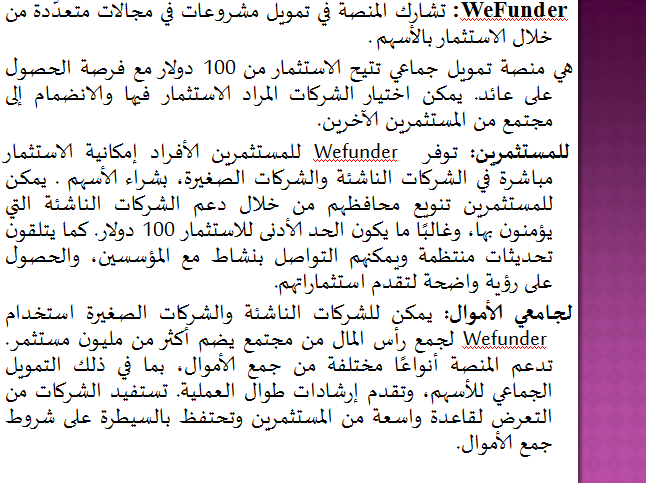 WeFunder: تشارك المنصة في تمويل مشروعات في مجالات متعدّدة من
خلال الاستثمار بالأسهم.
هي منصة تمويل جماعي تتيح الاستثمار من 100 دولار مع فرصة الحصول
على عائد. يمكن اختيار الشركات المراد الاستثمار فيها والانضمام إلى
مجتمع من المستثمرين الآخرين.
للمستثمرين: توفر Wefunder للمستثمرين الأفراد إمكانية الاستثمار
مباشرة في الشركات الناشئة والشركات الصغيرة، بشراء الأسهم . يمكن
للمستثمرين تنويع محافظهم من خلال دعم الشركات الناشئة التي
يؤمنون بها، وغالبًا ما يكون الحد الأدنى للاستثمار 100 دولار. كما يتلقون
تحديثات منتظمة ويمكنهم التواصل بنشاط مع المؤسسين، والحصول
على رؤية واضحة لتقدم استثماراتهم.
لجامعي الأموال: يمكن للشركات الناشئة والشركات الصغيرة استخدام
Wefunder لجمع رأس المال من مجتمع يضم أكثر من مليون مستثمر.
تدعم المنصة أنواعًا مختلفة من جمع الأموال، بما في ذلك التمويل
الجماعي للأسهم، وتقدم إرشادات طوال العملية. تستفيد الشركات من
التعرض لقاعدة واسعة من المستثمرين وتحتفظ بالسيطرة على شروط
جمع الأموال.